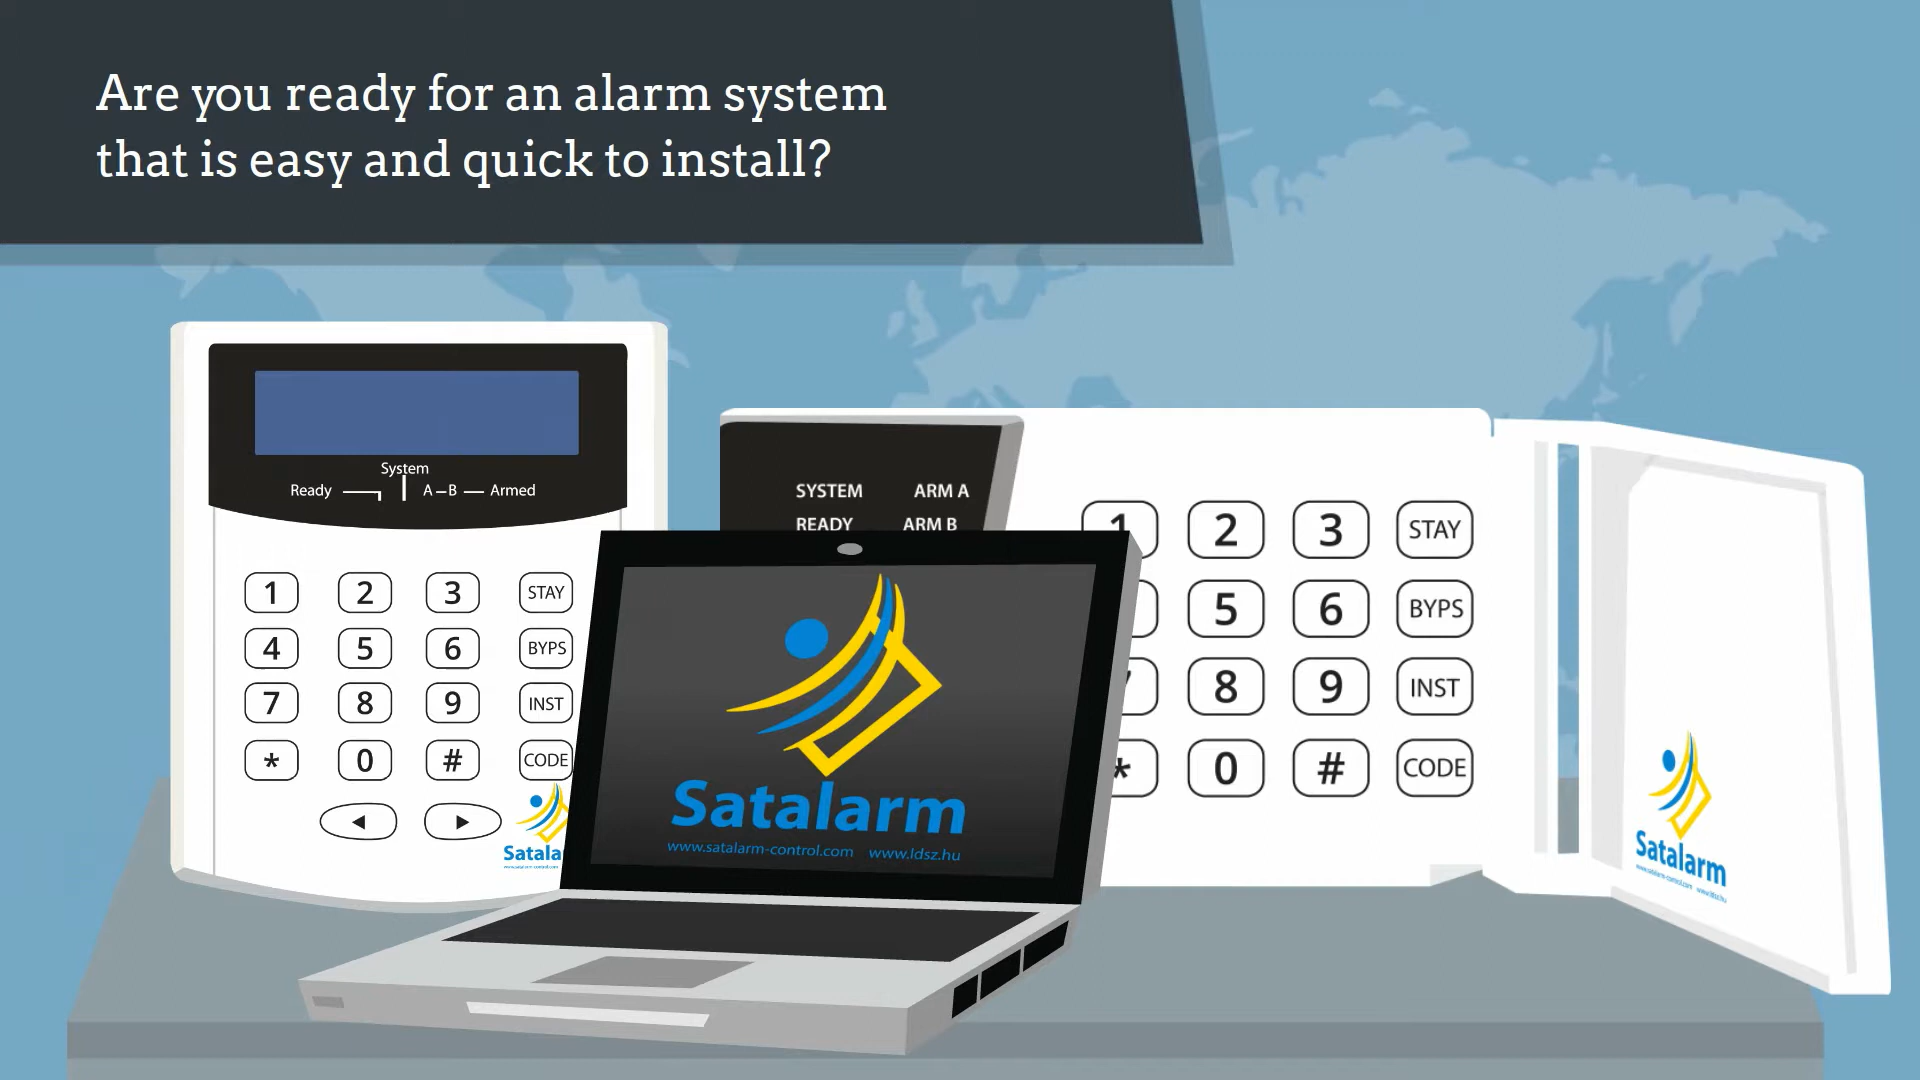 Are you ready for an alarm system
that is easy and quick to install?
System
Ready A B Armed
1 2 3 STAY
4 5 6 BYPS
7 8 9 INST
* 0 # CODE
SYSTEM ARM A
READY ARM B
1 2 3 STAY
5 6 BYPS
8 9 INST
* 0 # CODE
Satalarm
www.satalarm-control.com www.ldsz.hu
Satalarm